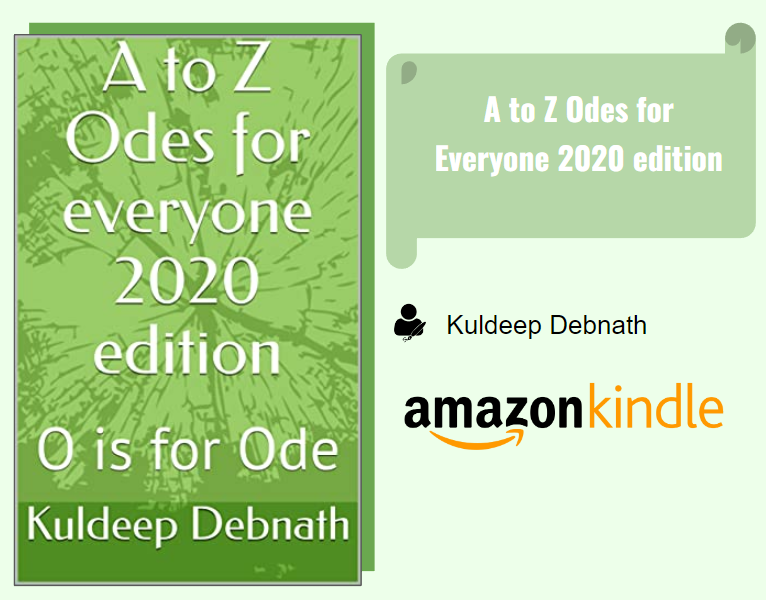 A to Z
Odes for
everyone
2020
edition
O is for Ode
Kuldeep Debnath
A to Z Odes for
Everyone 2020 edition
Kuldeep Debnath
amazonkindle